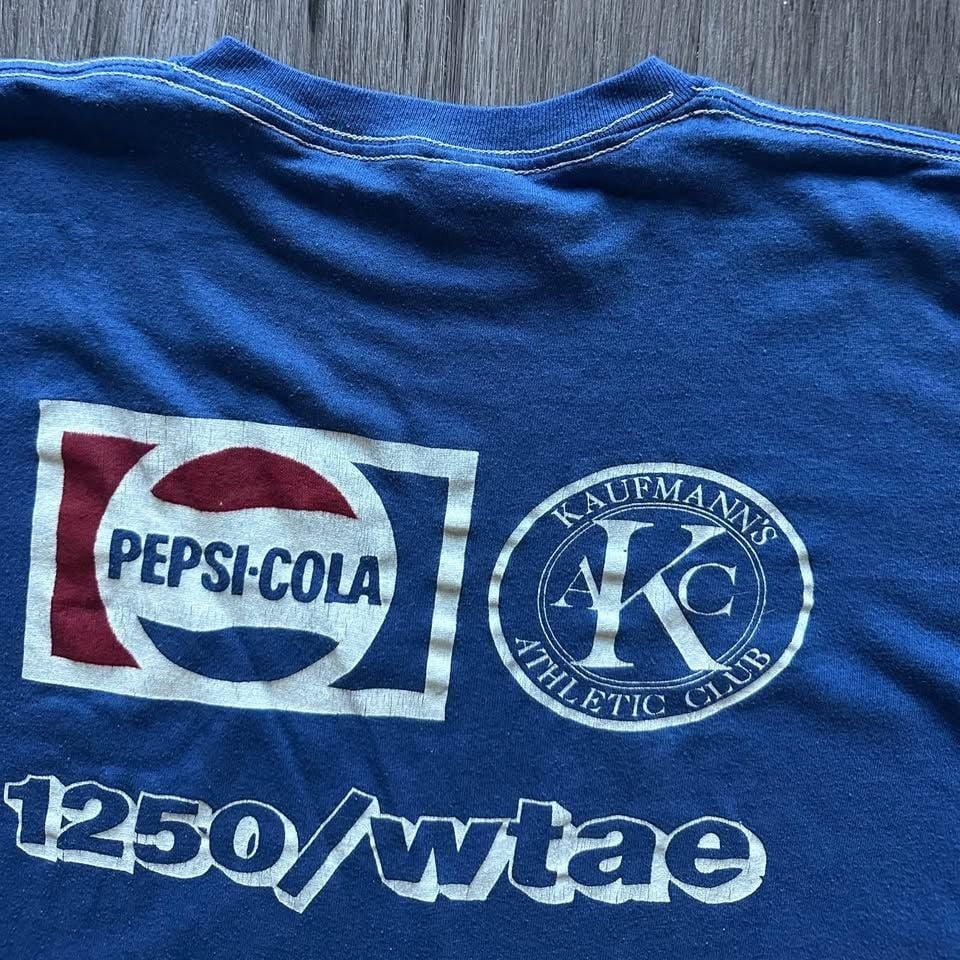 PEPSI·COLA
KAUFMANN'S
AKC
ATHLETIC CLUB
1250/wtae